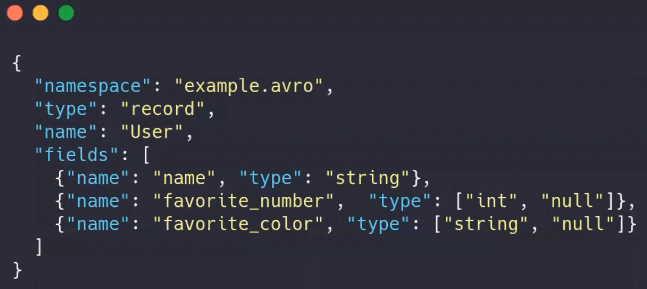 {
  "namespace": "example.avro",
  "type": "record",
  "name": "User",
  "fields": [
    {"name": "name", "type": "string"},
    {"name": "favorite_number",  "type": ["int", "null"]},
    {"name": "favorite_color", "type": ["string", "null"]}
  ]
}